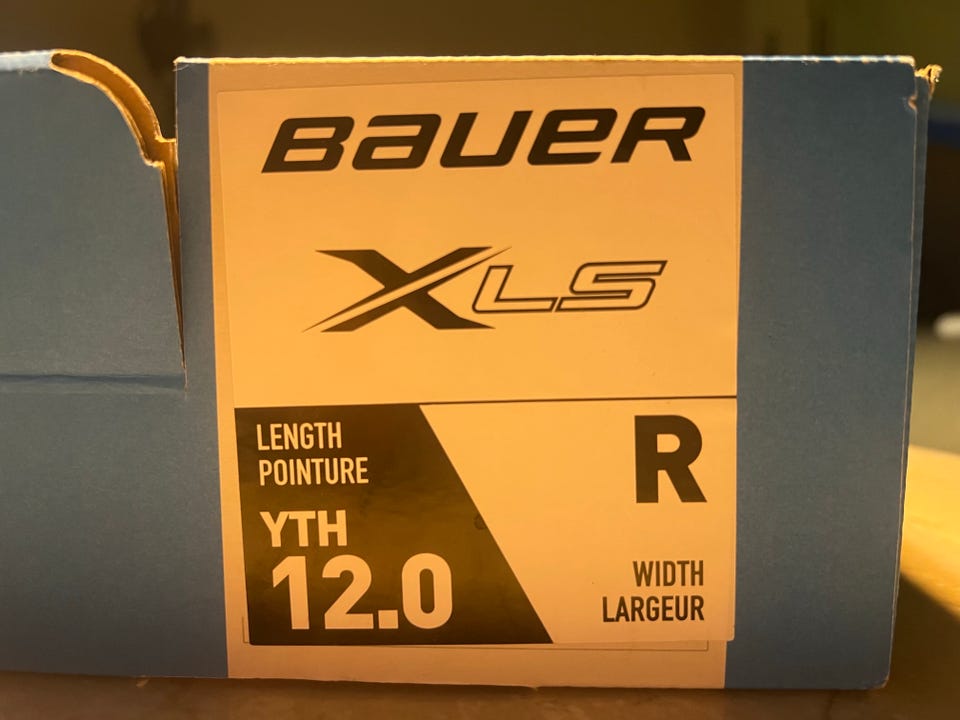 BAUER
XLS
LENGTH
POINTURE
YTH
12.0
R
WIDTH
LARGEUR